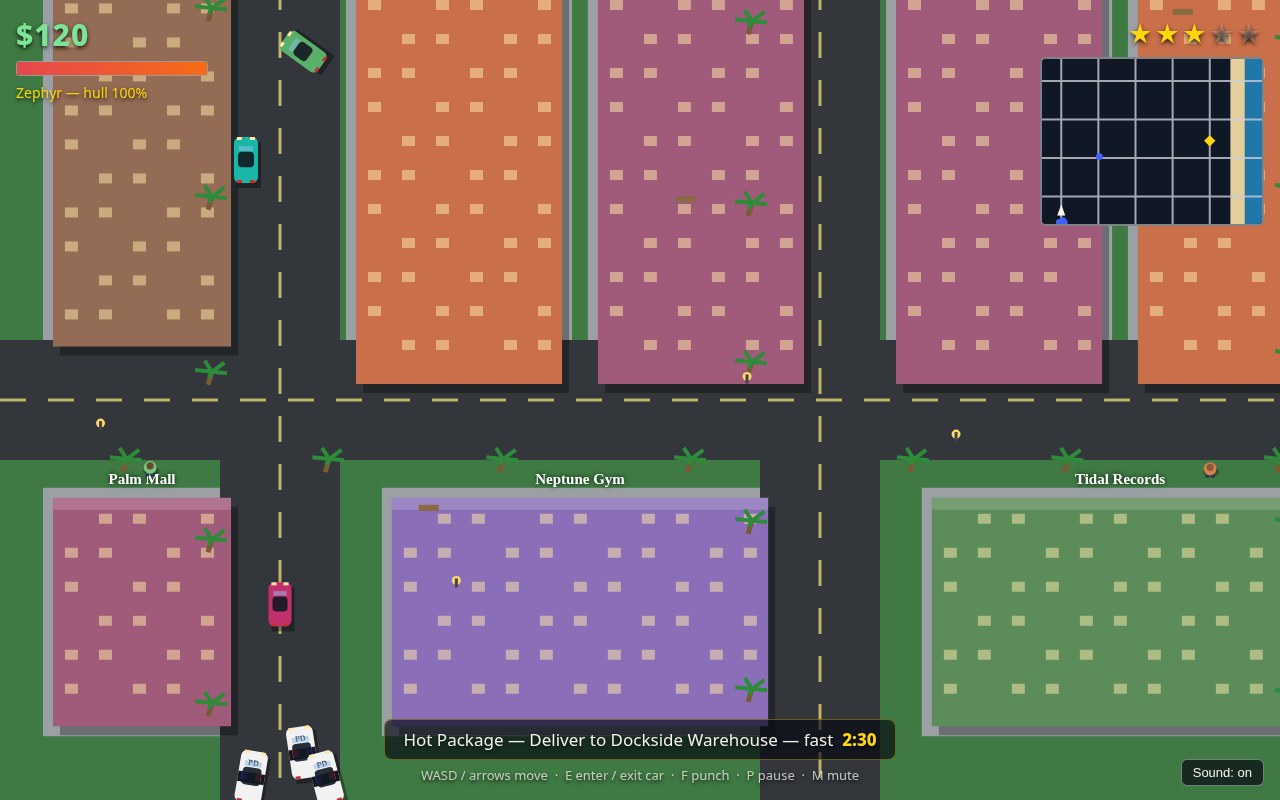 $120
Zephyr — hull 100%
Palm Mall
Neptune Gym
Tidal Records
PD
PD
PD
Hot Package — Deliver to Dockside Warehouse — fast 2:30
WASD / arrows move · E enter / exit car · F punch · P pause · M mute
Sound: on